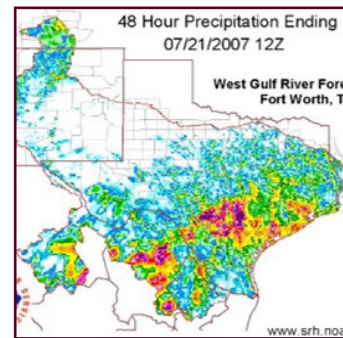 48 Hour Precipitation Ending
07/21/2007 12Z
West Gulf River Fore
Fort Worth, T
www.srh.noa